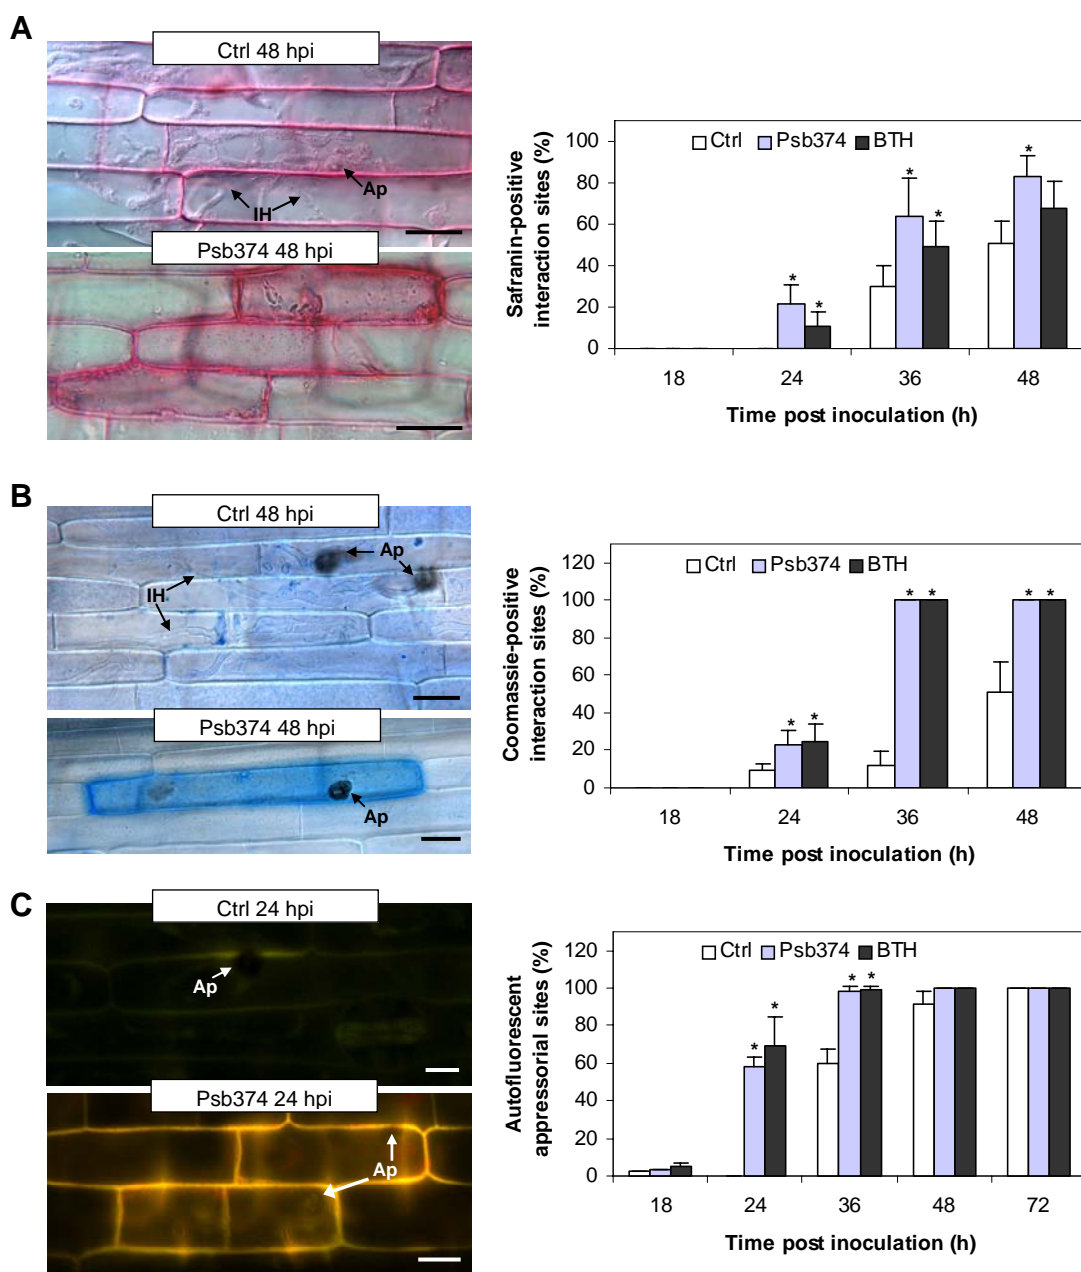 A
Ctrl 48 hpi
Ap
IH
Psb374 48 hpi
Safranin-positive
interaction sites (%)
100
80
60
40
20
0
Ctrl Psb374 BTH
* * * * *
18 24 36 48
Time post inoculation (h)
B
Ctrl 48 hpi
Ap
IH
Psb374 48 hpi
Ap
Coomassie-positive
interaction sites (%)
120
100
80
60
40
20
0
Ctrl Psb374 BTH
* * * * * *
18 24 36 48
Time post inoculation (h)
C
Ctrl 24 hpi
Ap
Psb374 24 hpi
Ap
Autofluorescent
appressorial sites (%)
120
100
80
60
40
20
0
Ctrl Psb374 BTH
* * * *
18 24 36 48 72
Time post inoculation (h)